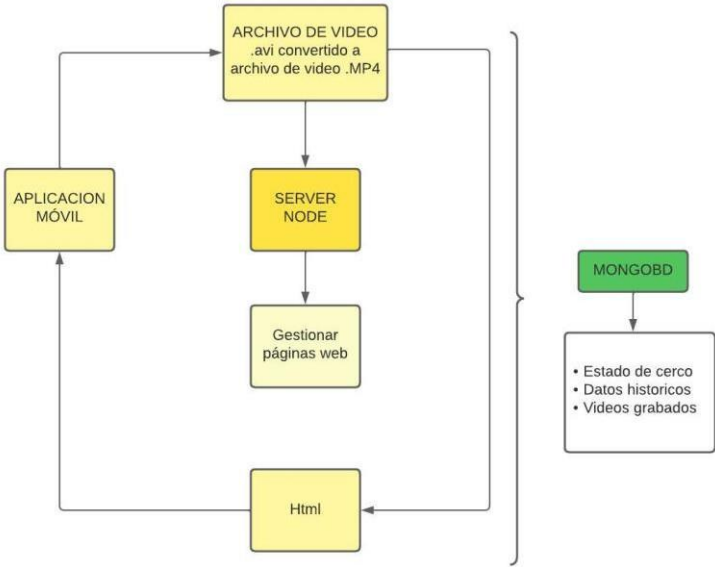 ARCHIVO DE VIDEO
.avi convertido a
archivo de video .MP4
APLICACION
MÓVIL
SERVER
NODE
MONGOBD
Gestionar
páginas web
• Estado de cerco
• Datos historicos
• Videos grabados
Html